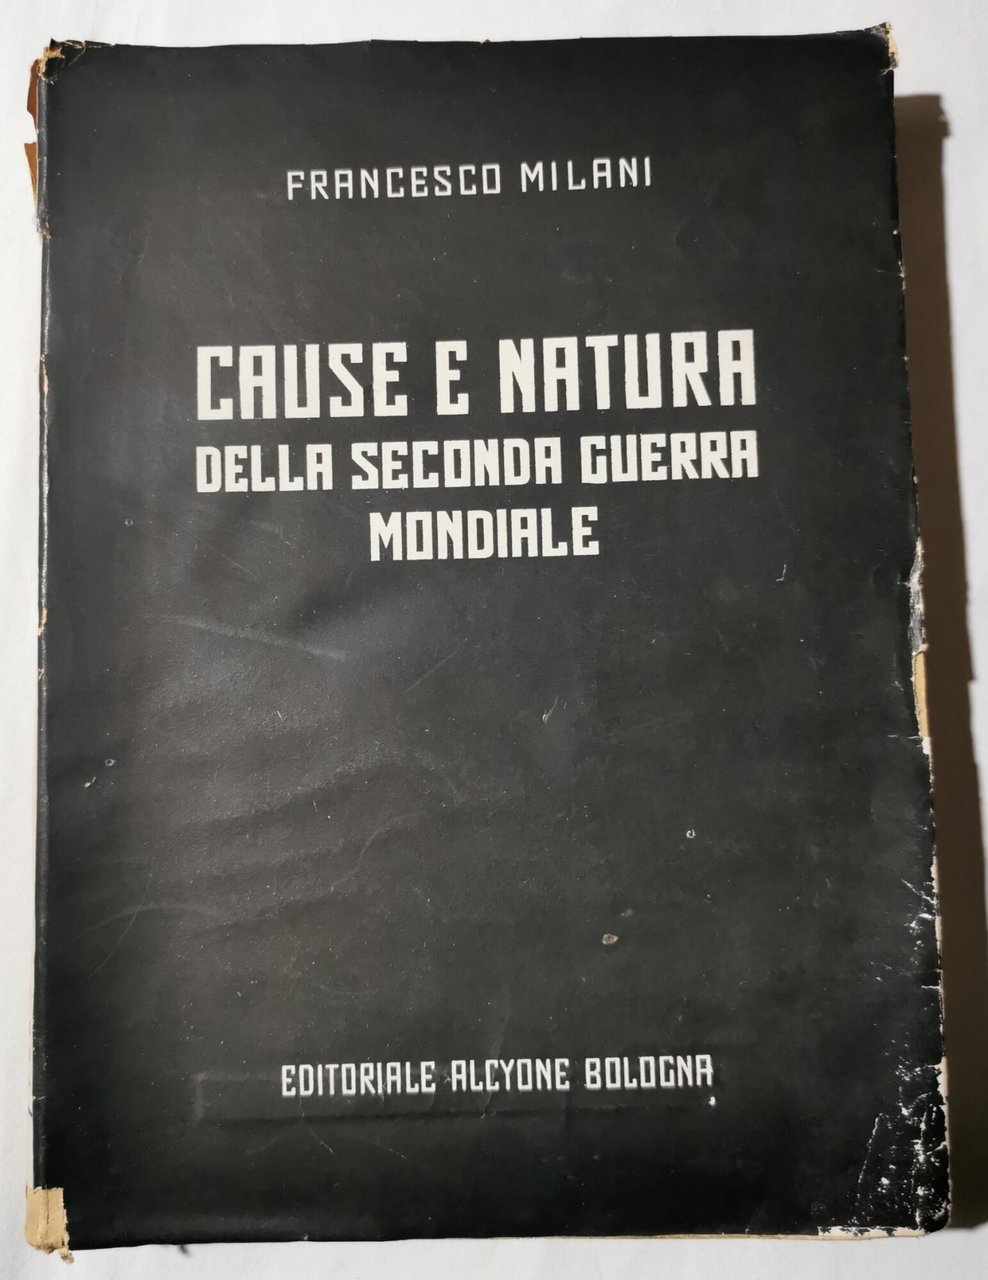 FRANCESCO MILANI
CAUSE E NATURA
DELLA SECONDA GUERRA
MONDIALE
EDITORIALE ALCYONE BOLOGNA